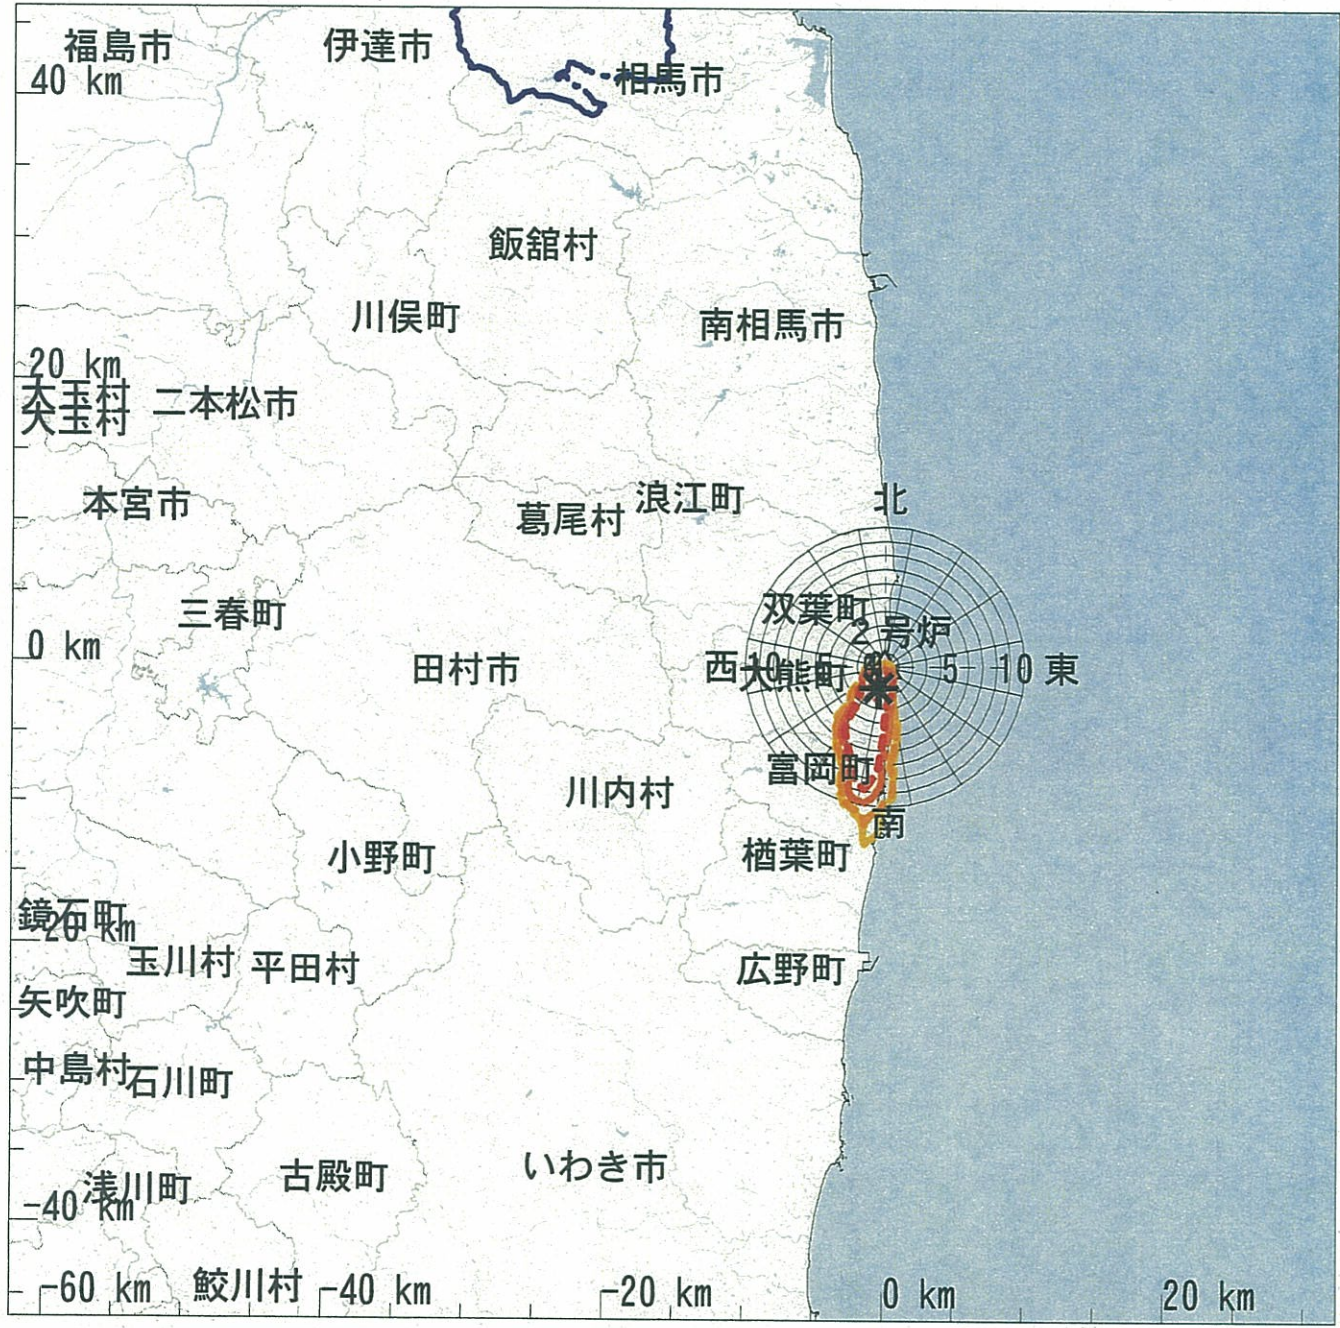 福島市
伊達市
40 km
相馬市
飯舘村
川俣町
南相馬市
20 km
大玉村
大玉村
二本松市
本宮市
葛尾村
浪江町
北
三春町
双葉町
2号炉
0 km
田村市
西
10
5
大熊町
5
10
東
富岡町
川内村
南
小野町
楢葉町
鏡石町
-20 km
玉川村
平田村
広野町
矢吹町
中島村
石川町
いわき市
古殿町
浅川町
-40 km
-60 km
鮫川村
-40 km
-20 km
0 km
20 km